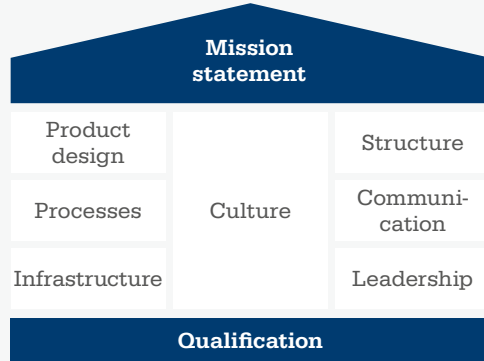 Mission
statement
Product
design
Processes
Infrastructure
Culture
Structure
Communi-
cation
Leadership
Qualification